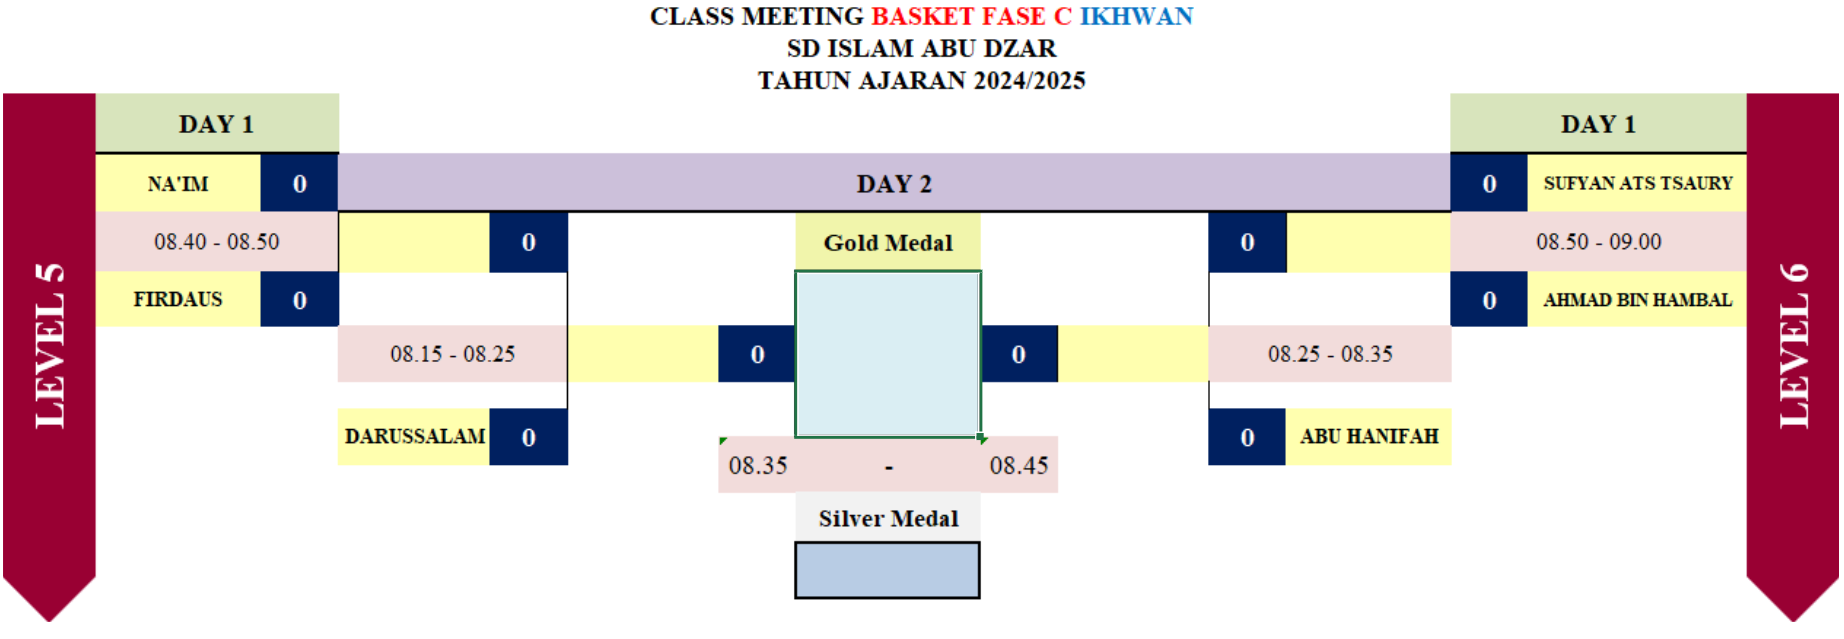 CLASS MEETING BASKET FASE C IKHWAN
SD ISLAM ABU DZAR
TAHUN AJARAN 2024/2025
DAY 1
DAY 1
NA'IM 0
DAY 2
0 SUFYAN ATS TSAURY
08.40 - 08.50
0
Gold Medal
0
08.50 - 09.00
LEVEL 5
FIRDAUS 0
0 AHMAD BIN HAMBAL
LEVEL 6
08.15 - 08.25
0
0
08.25 - 08.35
DARUSSALAM 0
0 ABU HANIFAH
08.35 - 08.45
Silver Medal